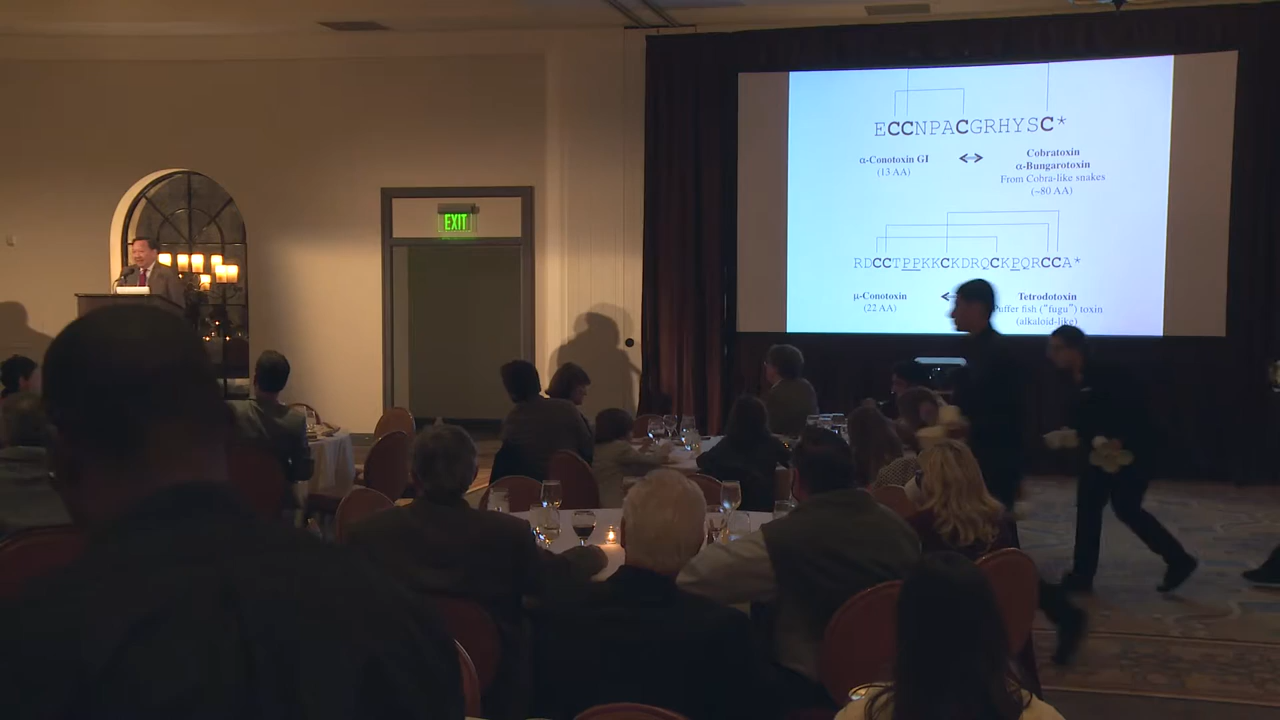 EXIT
ECCNPACGRHYSC*
α-Conotoxin GI ⟷ Cobratoxin
(13 AA) α-Bungarotoxin
From Cobra-like snakes
(~80 AA)
RDCCTPPKKCKDRQCKPQRCCA*
μ-Conotoxin Tetrodotoxin
(22 AA) Puffer fish ("fugu") toxin
(alkaloid-like)